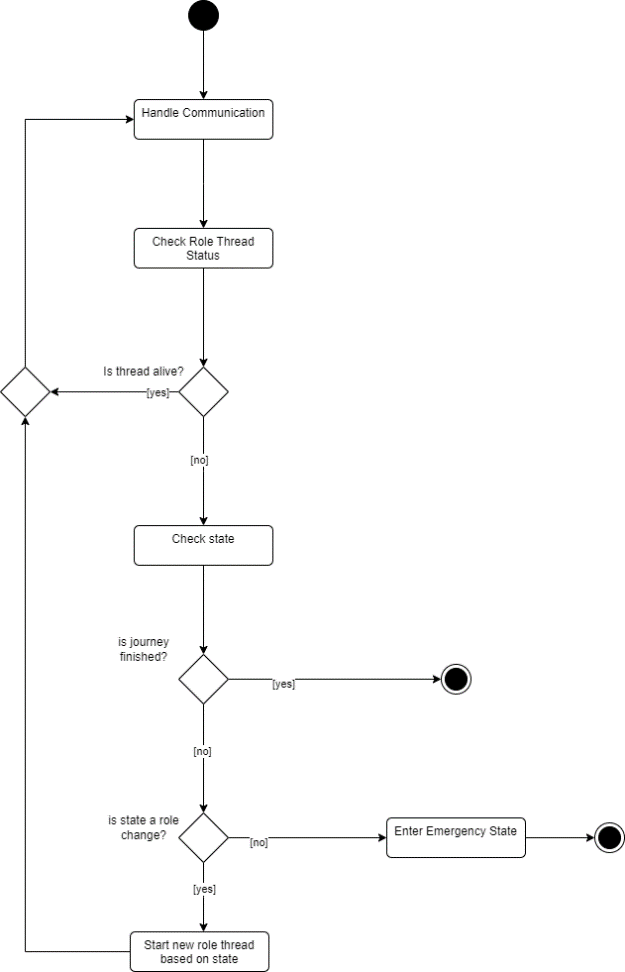 Handle Communication
Check Role Thread
Status
Is thread alive?
[yes]
[no]
Check state
is journey
finished?
[yes]
[no]
is state a role
change?
[no]
Enter Emergency State
[yes]
Start new role thread
based on state